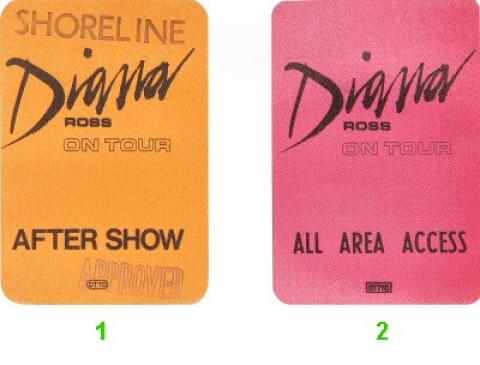 SHORELINE
Diana
ROSS
ON TOUR
AFTER SHOW
APPROVED
OTTO
1
Diana
ROSS
ON TOUR
ALL AREA ACCESS
OTTO
2